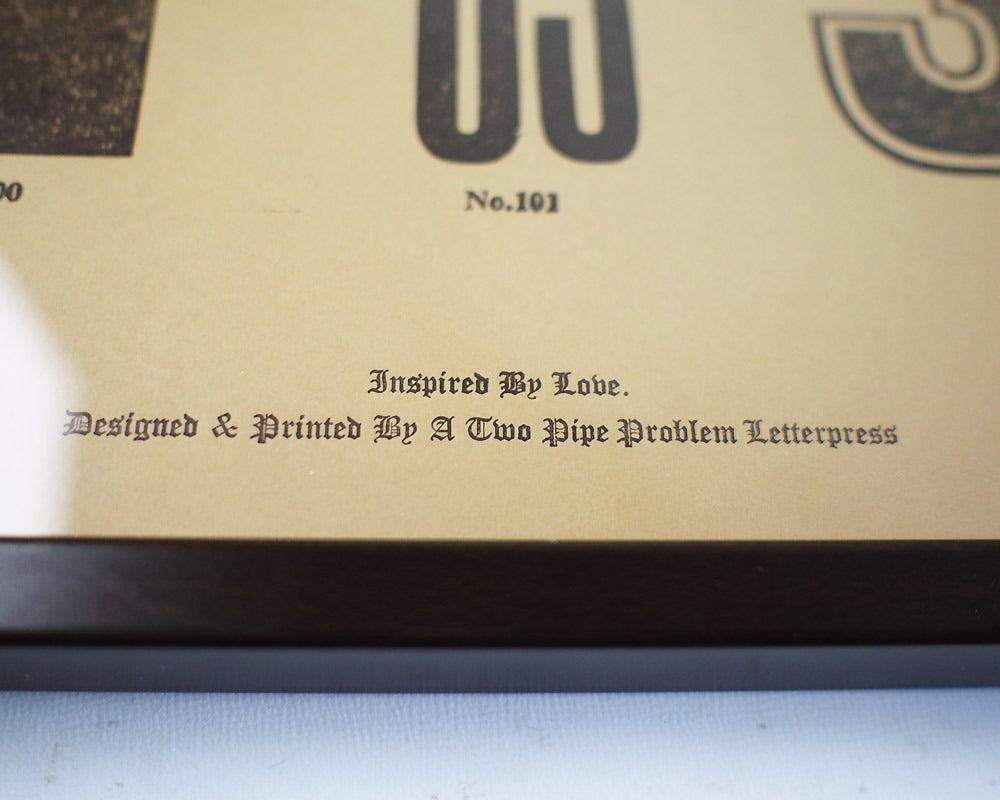 No.101
Inspired By Love.
Designed & Printed By A Two Pipe Problem Letterpress